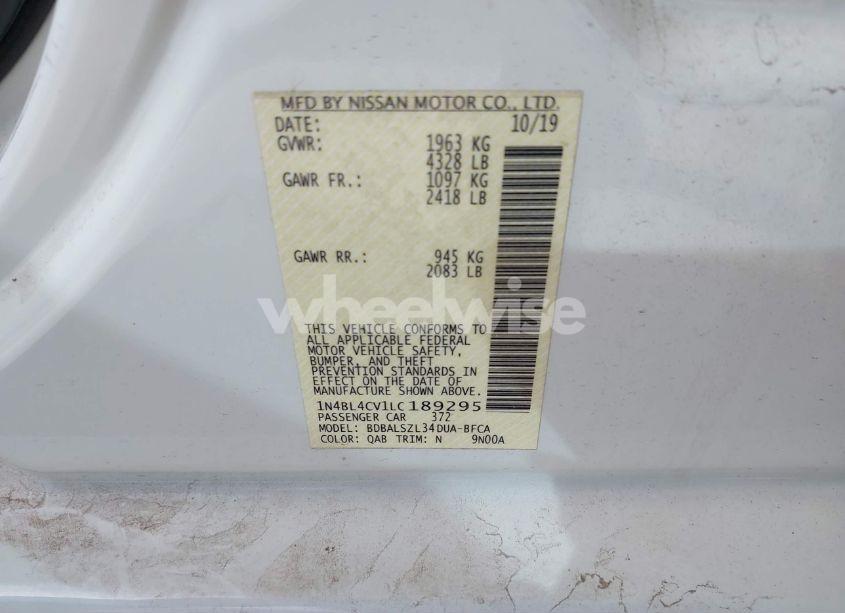 MFD BY NISSAN MOTOR CO., LTD.
DATE: 10/19
GVWR: 1963 KG
4328 LB
GAWR FR.: 1097 KG
2418 LB
GAWR RR.: 945 KG
2083 LB
wheelwise
THIS VEHICLE CONFORMS TO
ALL APPLICABLE FEDERAL
MOTOR VEHICLE SAFETY,
BUMPER, AND THEFT
PREVENTION STANDARDS IN
EFFECT ON THE DATE OF
MANUFACTURE SHOWN ABOVE.
1N4BL4CV1LC189295
PASSENGER CAR 372
MODEL: BDBALSZL34DUA-BFCA
COLOR: QAB TRIM: N 9N00A